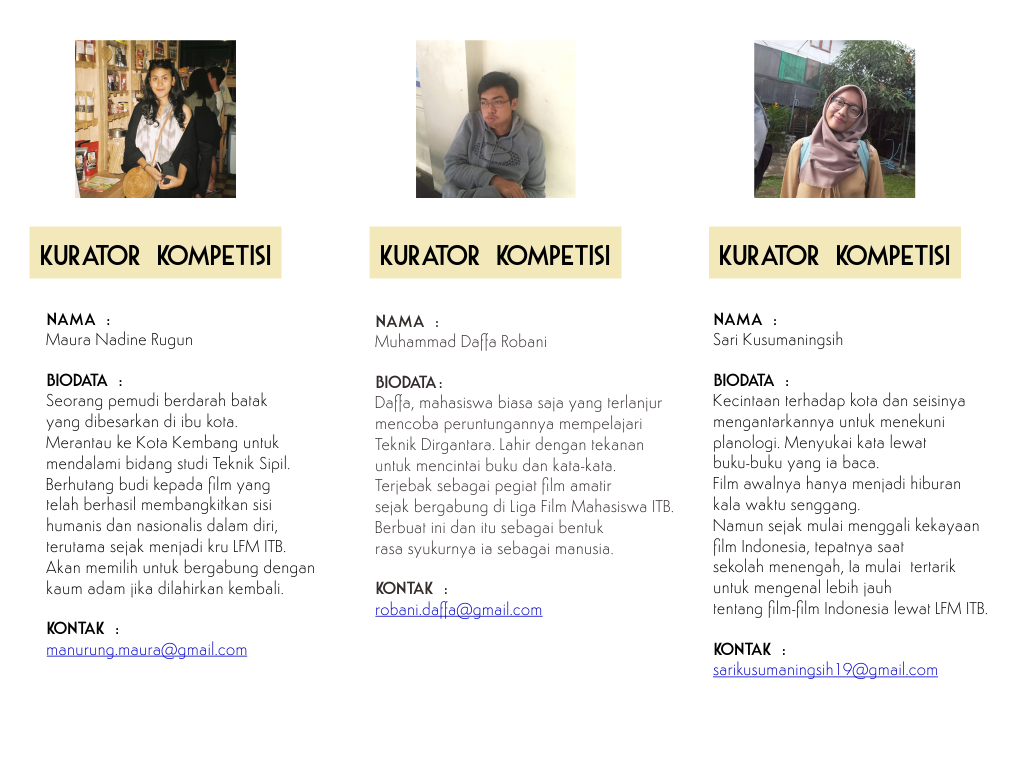 KURATOR KOMPETISI
NAMA :
Maura Nadine Rugun
BIODATA :
Seorang pemudi berdarah batak
yang dibesarkan di ibu kota.
Merantau ke Kota Kembang untuk
mendalami bidang studi Teknik Sipil.
Berhutang budi kepada film yang
telah berhasil membangkitkan sisi
humanis dan nasionalis dalam diri,
terutama sejak menjadi kru LFM ITB.
Akan memilih untuk bergabung dengan
kaum adam jika dilahirkan kembali.
KONTAK :
manurung.maura@gmail.com
KURATOR KOMPETISI
NAMA :
Muhammad Daffa Robani
BIODATA :
Daffa, mahasiswa biasa saja yang terlanjur
mencoba peruntungannya mempelajari
Teknik Dirgantara. Lahir dengan tekanan
untuk mencintai buku dan kata-kata.
Terjebak sebagai pegiat film amatir
sejak bergabung di Liga Film Mahasiswa ITB.
Berbuat ini dan itu sebagai bentuk
rasa syukurnya ia sebagai manusia.
KONTAK :
robani.daffa@gmail.com
KURATOR KOMPETISI
NAMA :
Sari Kusumaningsih
BIODATA :
Kecintaan terhadap kota dan seisinya
mengantarkannya untuk menekuni
planologi. Menyukai kata lewat
buku-buku yang ia baca.
Film awalnya hanya menjadi hiburan
kala waktu senggang.
Namun sejak mulai menggali kekayaan
film Indonesia, tepatnya saat
sekolah menengah, Ia mulai tertarik
untuk mengenal lebih jauh
tentang film-film Indonesia lewat LFM ITB.
KONTAK :
sarikusumaningsih19@gmail.com